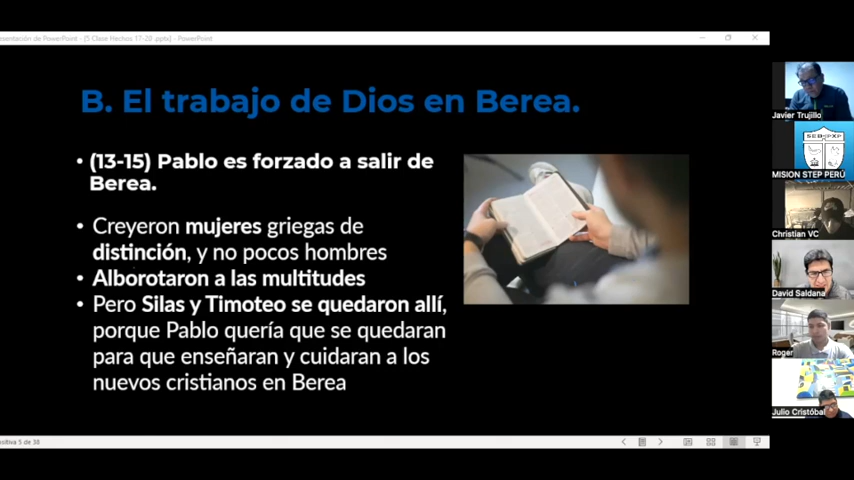 sentación de PowerPoint - [5 Clase Hechos 17-20 .pptx] - PowerPoint
B. El trabajo de Dios en Berea.
• (13-15) Pablo es forzado a salir de
Berea.
• Creyeron mujeres griegas de
distinción, y no pocos hombres
• Alborotaron a las multitudes
• Pero Silas y Timoteo se quedaron allí,
porque Pablo quería que se quedaran
para que enseñaran y cuidaran a los
nuevos cristianos en Berea
Javier Trujillo
MISION STEP PERÚ
Christian VC
David Saldana
Roger
Julio Cristóbal
ositiva 5 de 30